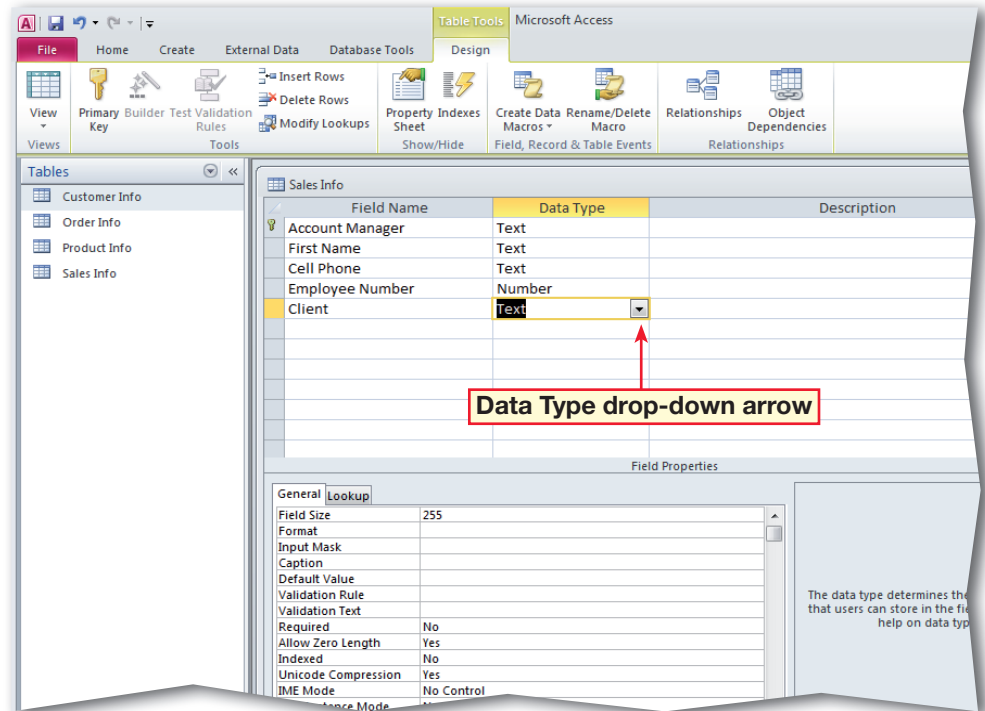 Table Tools Microsoft Access
File Home Create External Data Database Tools Design
View
Views
Primary Key
Builder
Test Validation Rules
Insert Rows
Delete Rows
Modify Lookups
Tools
Property Sheet
Indexes
Show/Hide
Create Data Macros
Rename/Delete Macro
Field, Record & Table Events
Relationships
Object Dependencies
Relationships
Tables
Customer Info
Order Info
Product Info
Sales Info
Sales Info
Field Name Data Type Description
Account Manager Text
First Name Text
Cell Phone Text
Employee Number Number
Client Text
Data Type drop-down arrow
Field Properties
General Lookup
Field Size 255
Format
Input Mask
Caption
Default Value
Validation Rule
Validation Text
Required No
Allow Zero Length Yes
Indexed No
Unicode Compression Yes
IME Mode No Control
Mode
The data type determines the
that users can store in the
help on data